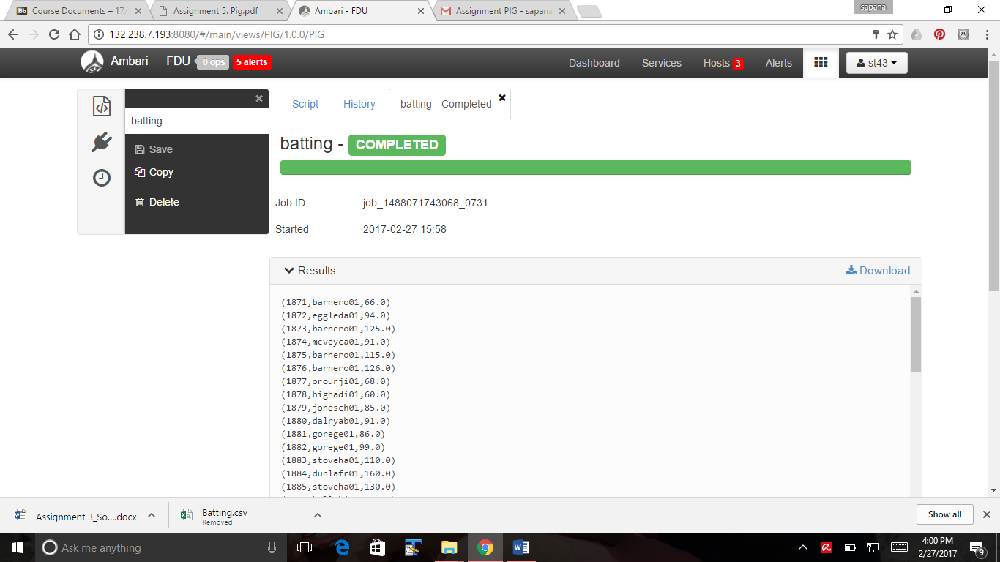 Course Documents – 17/
Assignment 5. Pig.pdf
Ambari - FDU
Assignment PIG - sapana
sapana
132.238.7.193:8080/#/main/views/PIG/1.0.0/PIG
Ambari FDU 0 ops 5 alerts Dashboard Services Hosts 3 Alerts st43
batting
Save
Copy
Delete
Script History batting - Completed
batting - COMPLETED
Job ID job_1488071743068_0731
Started 2017-02-27 15:58
Results Download
(1871,barnero01,66.0)
(1872,eggleda01,94.0)
(1873,barnero01,125.0)
(1874,mcveyca01,91.0)
(1875,barnero01,115.0)
(1876,barnero01,126.0)
(1877,orourji01,68.0)
(1878,highadi01,60.0)
(1879,jonesch01,85.0)
(1880,dalryab01,91.0)
(1881,gorege01,86.0)
(1882,gorege01,99.0)
(1883,stoveha01,110.0)
(1884,dunlafr01,160.0)
(1885,stoveha01,130.0)
Assignment 3_So....docx
Batting.csv
Removed
Show all
Ask me anything
4:00 PM
2/27/2017
9